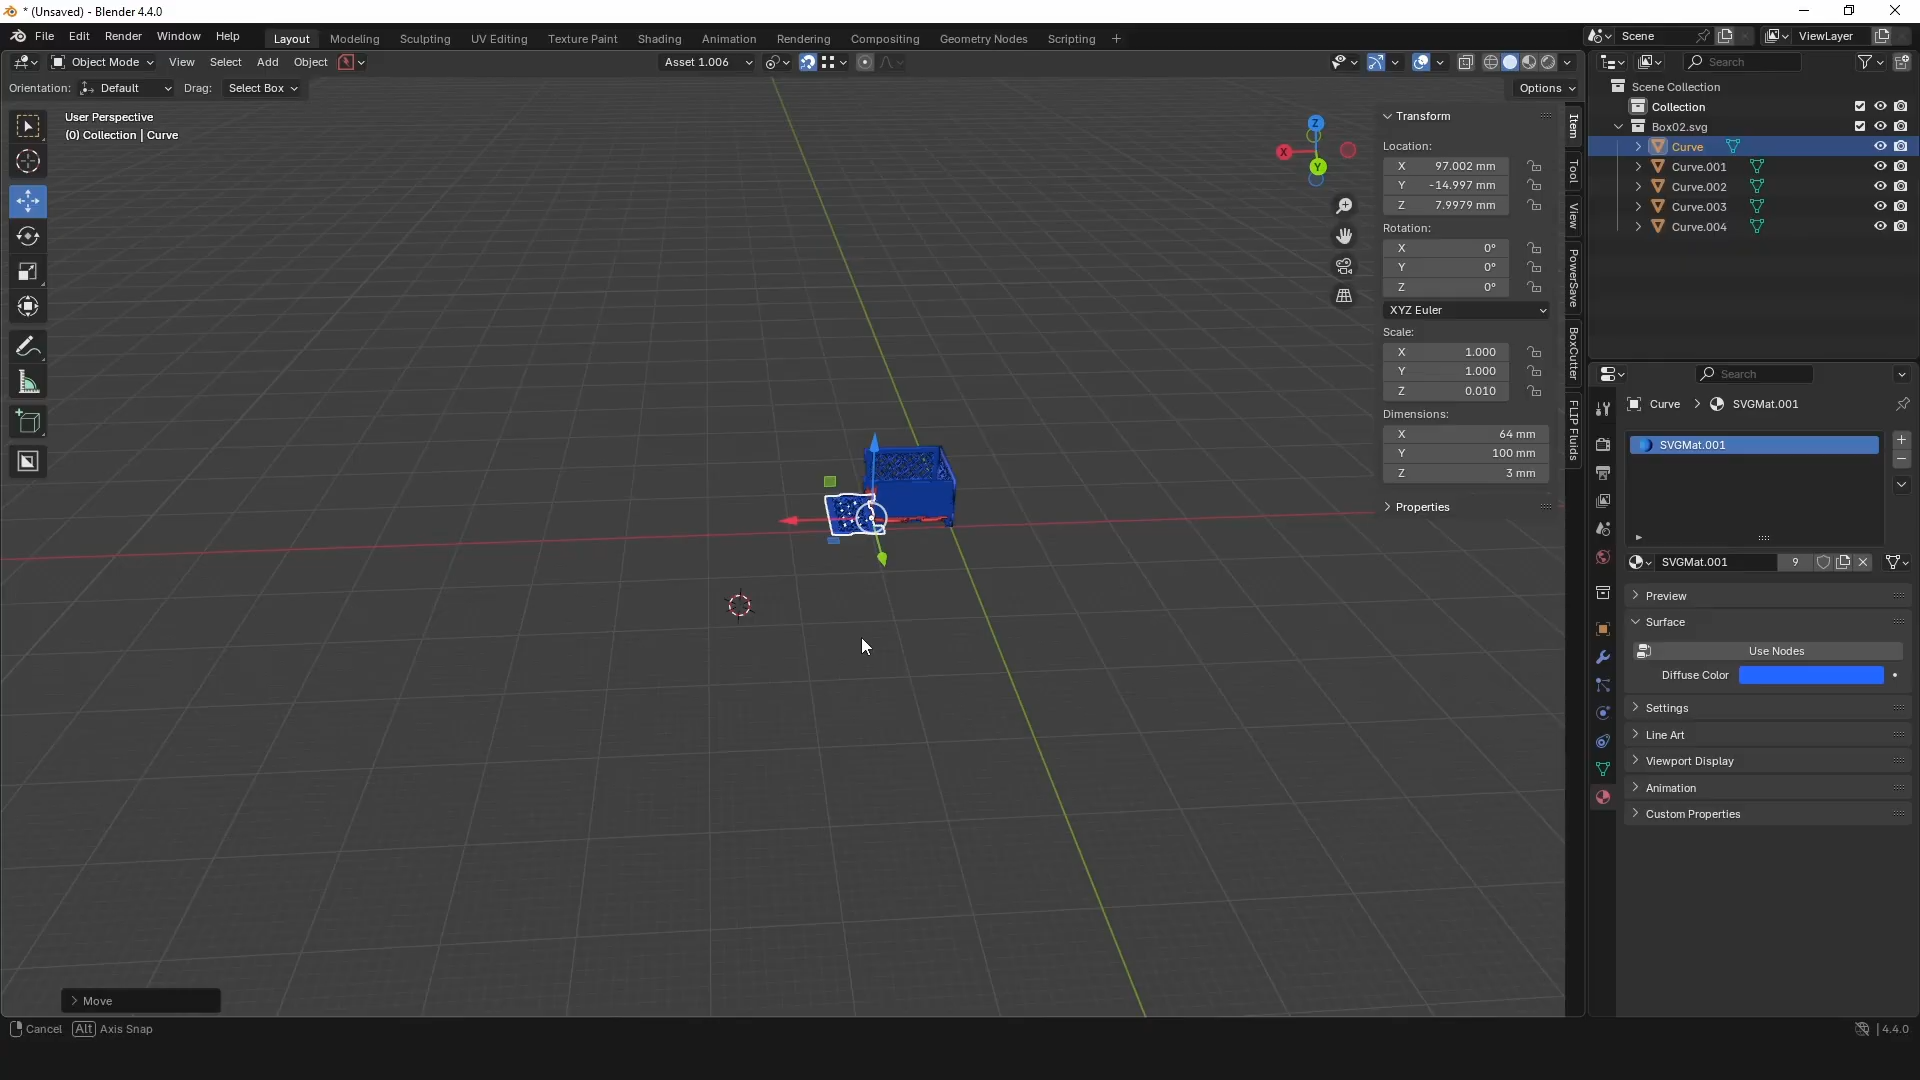 * (Unsaved) - Blender 4.4.0
File Edit Render Window Help
Layout Modeling Sculpting UV Editing Texture Paint Shading Animation Rendering Compositing Geometry Nodes Scripting +
Scene
ViewLayer
Object Mode View Select Add Object
Asset 1.006
Search
Orientation: Default Drag: Select Box
Options
User Perspective
(0) Collection | Curve
Z
X
Y
Transform
Location:
X 97.002 mm
Y -14.997 mm
Z 7.9979 mm
Rotation:
X 0°
Y 0°
Z 0°
XYZ Euler
Scale:
X 1.000
Y 1.000
Z 0.010
Dimensions:
X 64 mm
Y 100 mm
Z 3 mm
Properties
Item
Tool
View
PowerSave
BoxCutter
FLIP Fluids
Scene Collection
Collection
Box02.svg
Curve
Curve.001
Curve.002
Curve.003
Curve.004
Search
Curve > SVGMat.001
SVGMat.001
SVGMat.001 9
Preview
Surface
Use Nodes
Diffuse Color
Settings
Line Art
Viewport Display
Animation
Custom Properties
Move
Cancel Alt Axis Snap
4.4.0